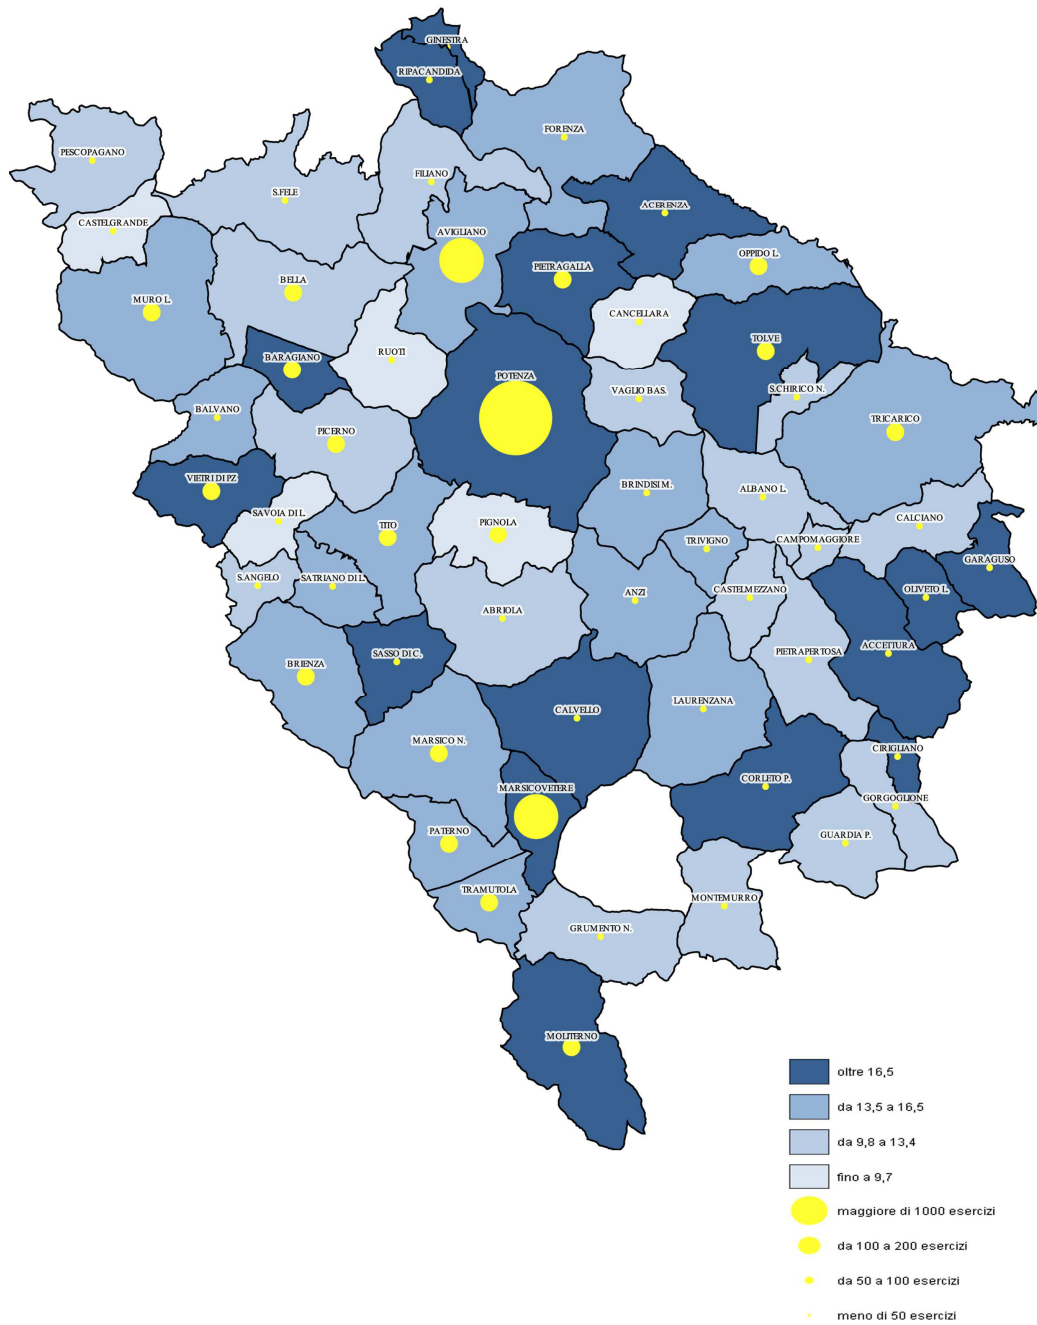 GINESTRA
RIPACANDIDA
FORENZA
PESCOPAGANO
FILIANO
S.FELE
ACERENZA
CASTELGRANDE
AVIGLIANO
OPPIDO L.
PIETRAGALLA
BELLA
MURO L.
CANCELLARA
TOLVE
RUOTI
BARAGIANO
POTENZA
S.CHIRICO N.
VAGLIO BAS.
BALVANO
TRICARICO
PICERNO
VIETRI DI PZ
BRINDISI M.
ALBANO L.
SAVOIA DI L.
TITO
PIGNOLA
CALCIANO
TRIVIGNO
CAMPOMAGGIORE
GARAGUSO
S.ANGELO
SATRIANO DI L.
ANZI
CASTELMEZZANO
OLIVETO L.
ABRIOLA
ACCETTURA
SASSO DI C.
BRIENZA
PIETRAPERTOSA
LAURENZANA
CALVELLO
MARSICO N.
CIRIGLIANO
CORLETO P.
MARSICOVETERE
GORGOGLIONE
PATERNO
GUARDIA P.
TRAMUTOLA
MONTEMURRO
GRUMENTO N.
MOLITERNO
oltre 16,5
da 13,5 a 16,5
da 9,8 a 13,4
fino a 9,7
maggiore di 1000 esercizi
da 100 a 200 esercizi
da 50 a 100 esercizi
meno di 50 esercizi